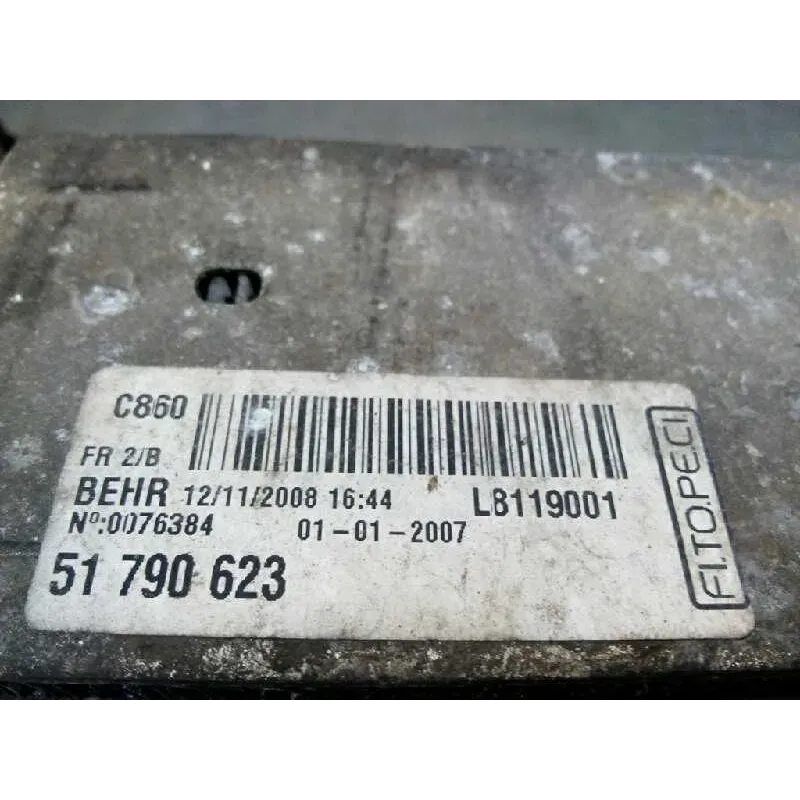 C860
FR 2/B
BEHR 12/11/2008 16:44 L8119001
Nº:0076384 01-01-2007
51 790 623
FI.TO.PE.CI.